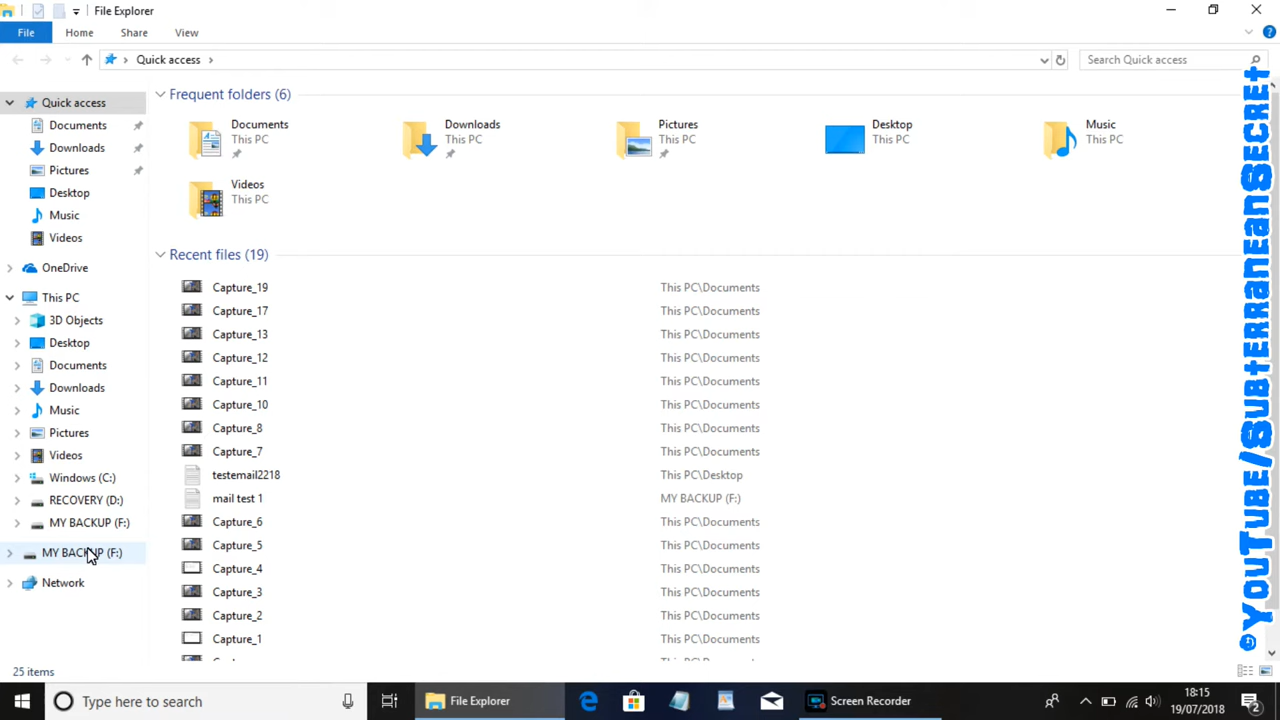 File Explorer
File
Home
Share
View
Quick access
Search Quick access
Quick access
Documents
Downloads
Pictures
Desktop
Music
Videos
OneDrive
This PC
3D Objects
Desktop
Documents
Downloads
Music
Pictures
Videos
Windows (C:)
RECOVERY (D:)
MY BACKUP (F:)
MY BACKUP (F:)
Network
Frequent folders (6)
Documents
This PC
Downloads
This PC
Pictures
This PC
Desktop
This PC
Music
This PC
Videos
This PC
Recent files (19)
Capture_19 This PC\Documents
Capture_17 This PC\Documents
Capture_13 This PC\Documents
Capture_12 This PC\Documents
Capture_11 This PC\Documents
Capture_10 This PC\Documents
Capture_8 This PC\Documents
Capture_7 This PC\Documents
testemail2218 This PC\Desktop
mail test 1 MY BACKUP (F:)
Capture_6 This PC\Documents
Capture_5 This PC\Documents
Capture_4 This PC\Documents
Capture_3 This PC\Documents
Capture_2 This PC\Documents
Capture_1 This PC\Documents
©YouTube/SubterraneanSecret
25 items
Type here to search
File Explorer
Screen Recorder
18:15
19/07/2018
2